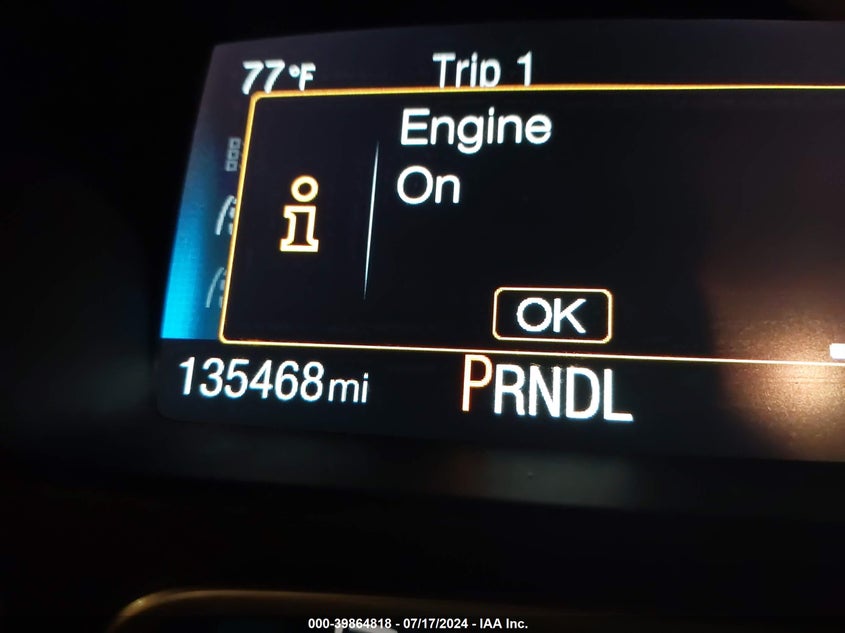 77°F Trip 1
Engine
On
i
OK
135468mi PRNDL
000-39864818 - 07/17/2024 - IAA Inc.